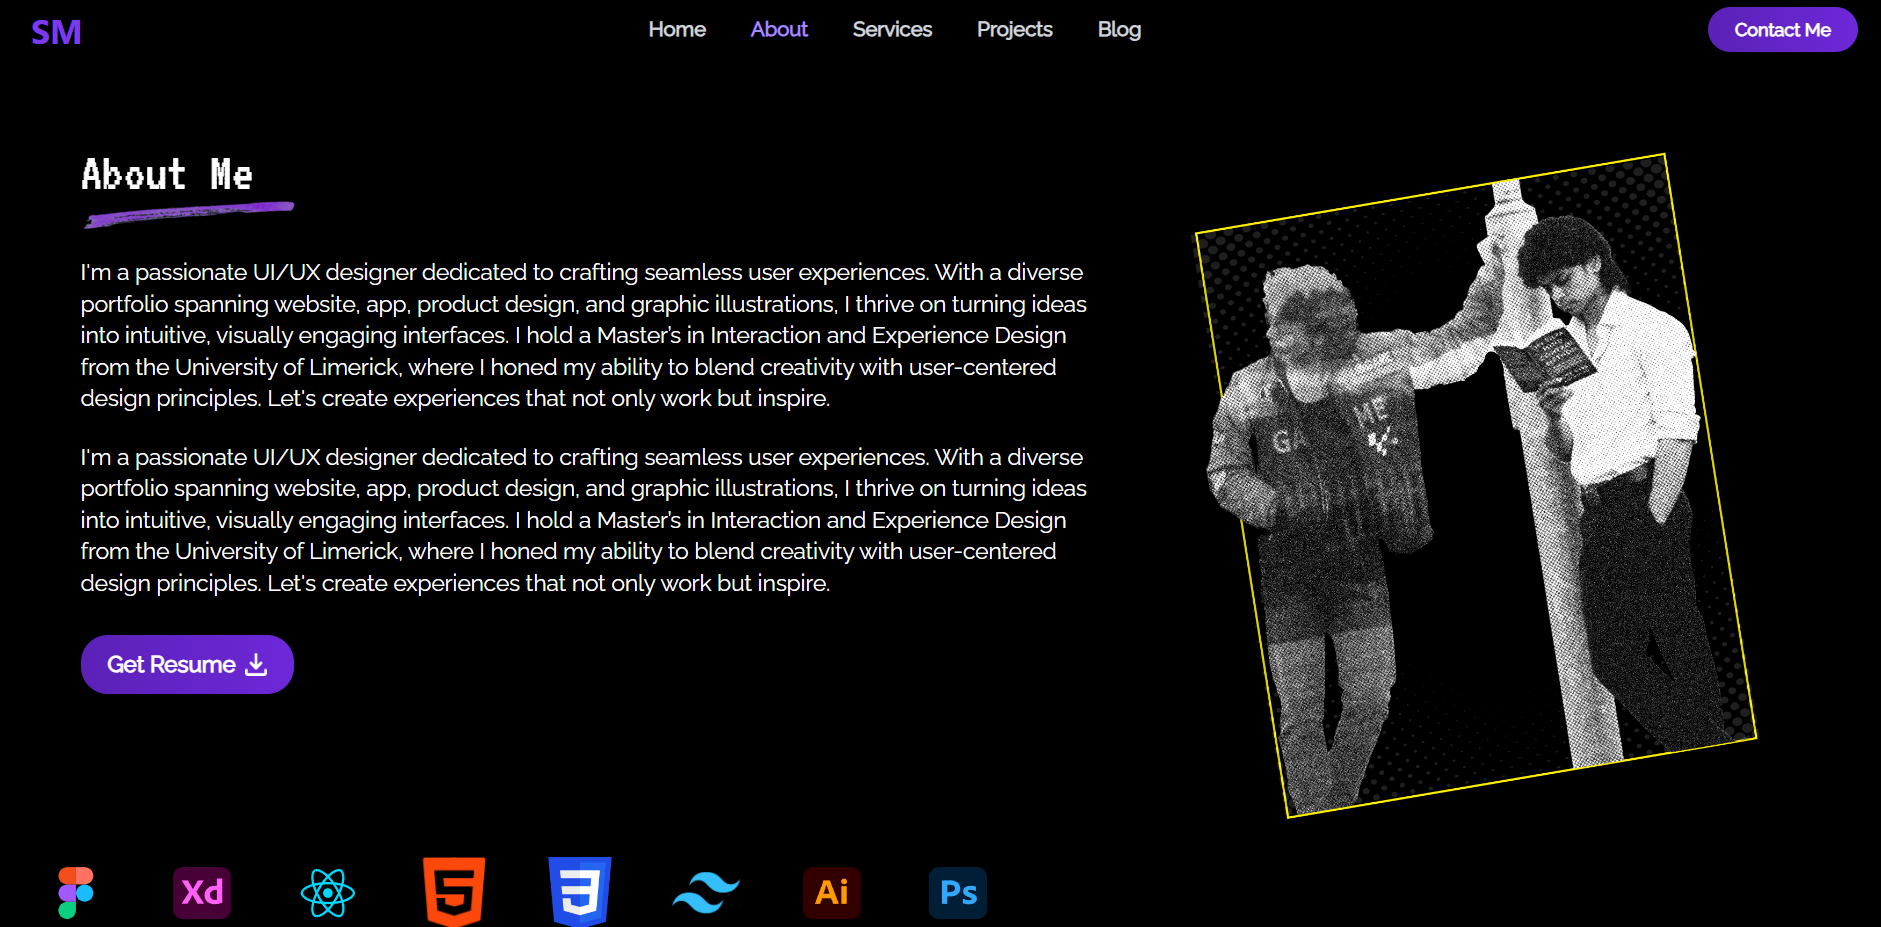 SM
Home About Services Projects Blog
Contact Me
About Me
I'm a passionate UI/UX designer dedicated to crafting seamless user experiences. With a diverse
portfolio spanning website, app, product design, and graphic illustrations, I thrive on turning ideas
into intuitive, visually engaging interfaces. I hold a Master's in Interaction and Experience Design
from the University of Limerick, where I honed my ability to blend creativity with user-centered
design principles. Let's create experiences that not only work but inspire.
I'm a passionate UI/UX designer dedicated to crafting seamless user experiences. With a diverse
portfolio spanning website, app, product design, and graphic illustrations, I thrive on turning ideas
into intuitive, visually engaging interfaces. I hold a Master's in Interaction and Experience Design
from the University of Limerick, where I honed my ability to blend creativity with user-centered
design principles. Let's create experiences that not only work but inspire.
Get Resume
GA ME
Xd
5
3
Ai
Ps